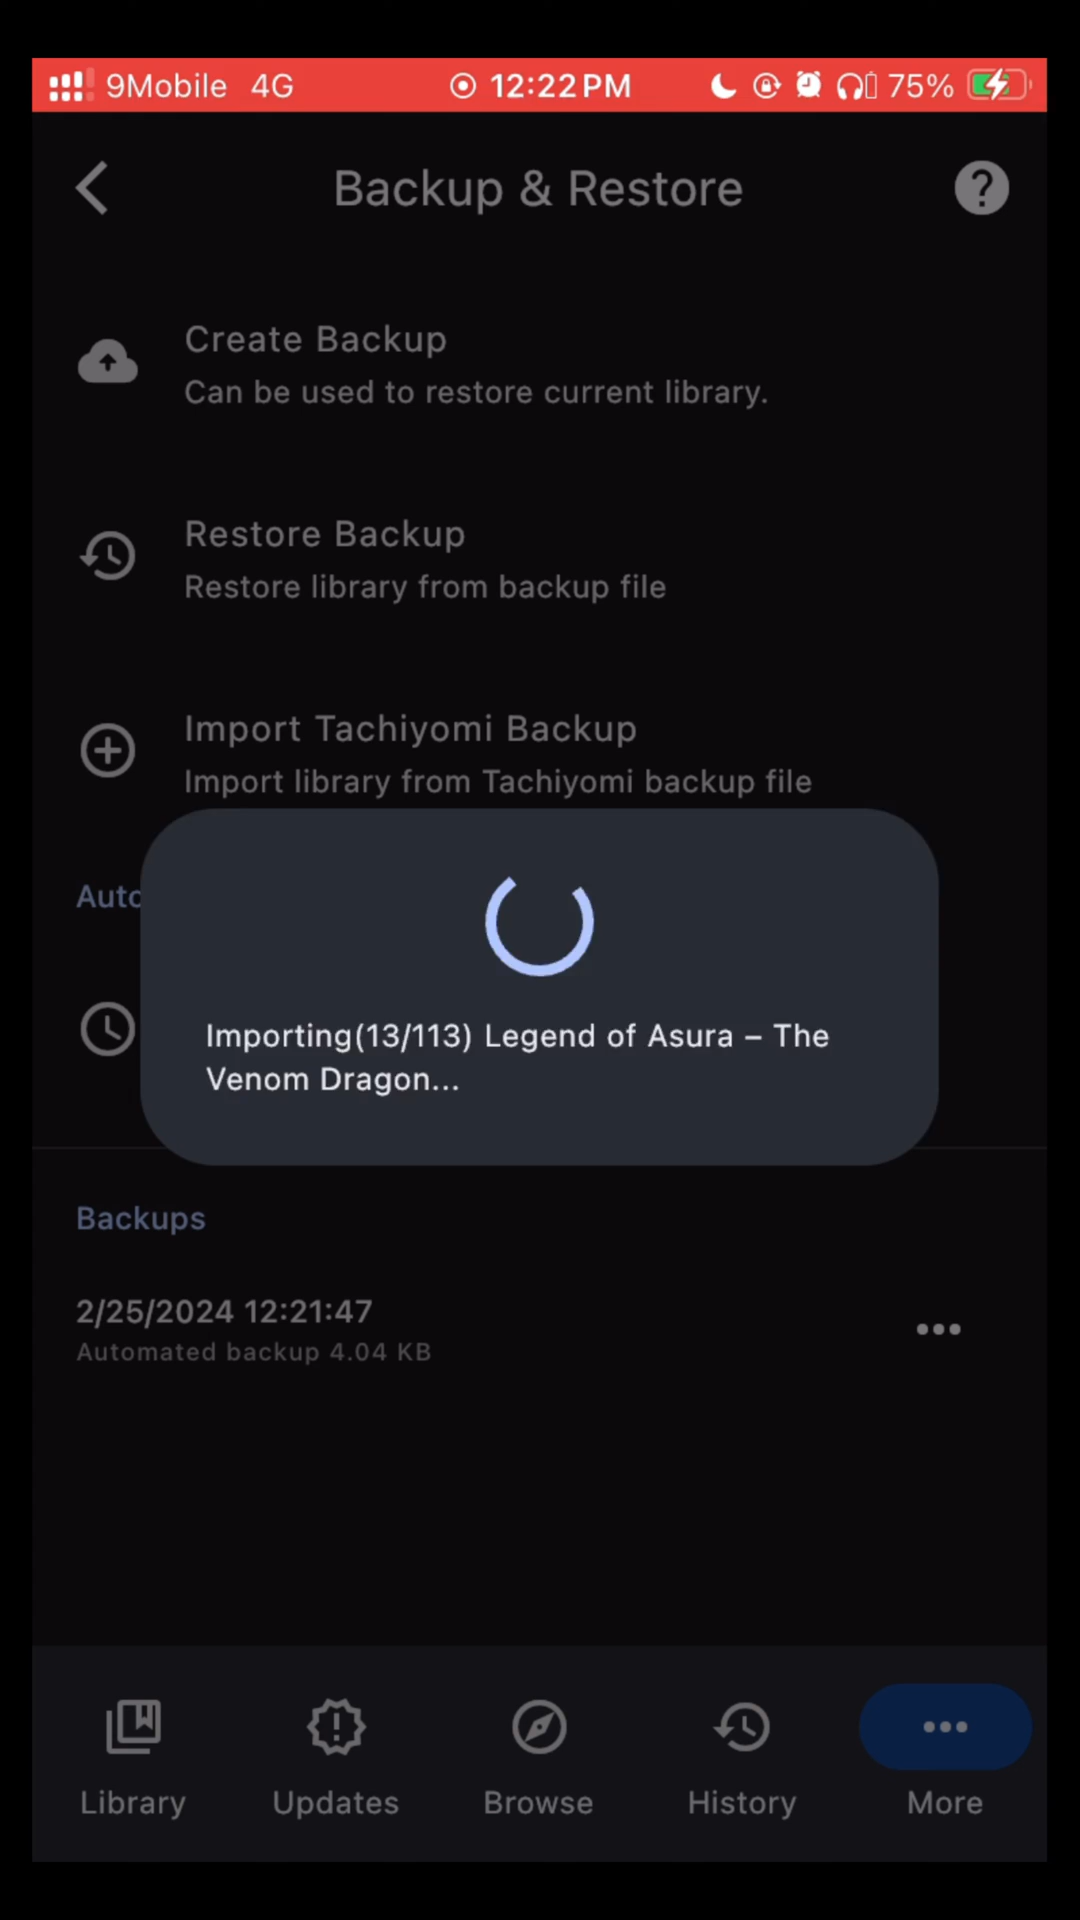 9Mobile 4G 12:22 PM 75%
Backup & Restore
Create Backup
Can be used to restore current library.
Restore Backup
Restore library from backup file
Import Tachiyomi Backup
Import library from Tachiyomi backup file
Auto
Importing(13/113) Legend of Asura – The
Venom Dragon...
Backups
2/25/2024 12:21:47
Automated backup 4.04 KB
Library Updates Browse History More